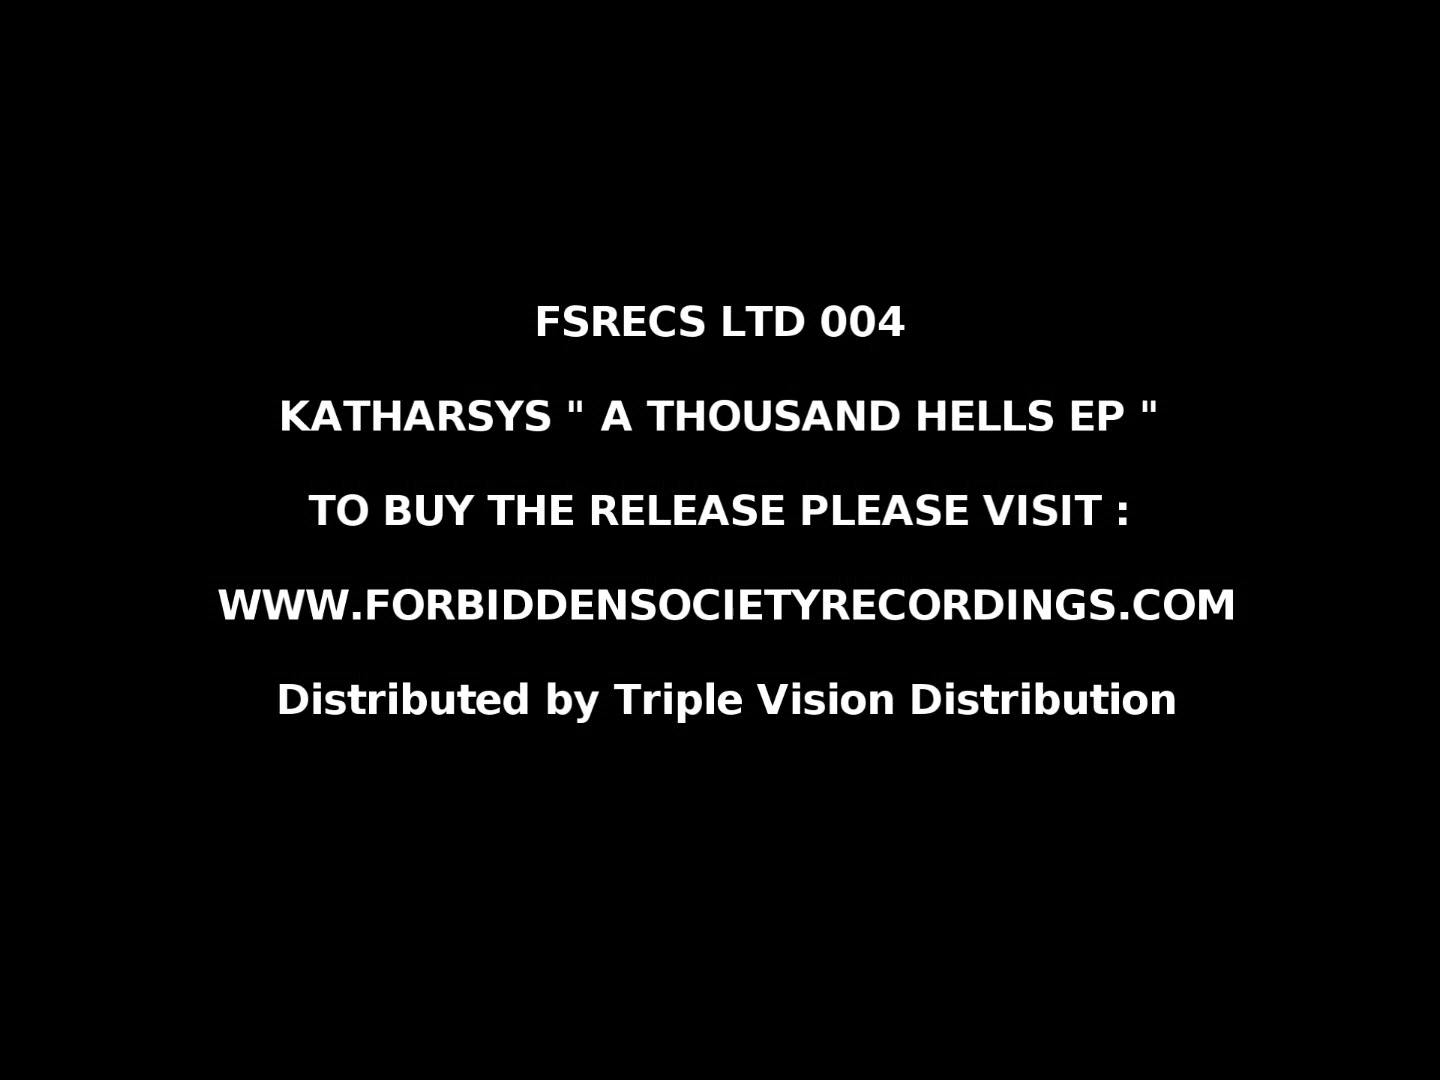 FSRECS LTD 004
KATHARSYS " A THOUSAND HELLS EP "
TO BUY THE RELEASE PLEASE VISIT :
WWW.FORBIDDENSOCIETYRECORDINGS.COM
Distributed by Triple Vision Distribution